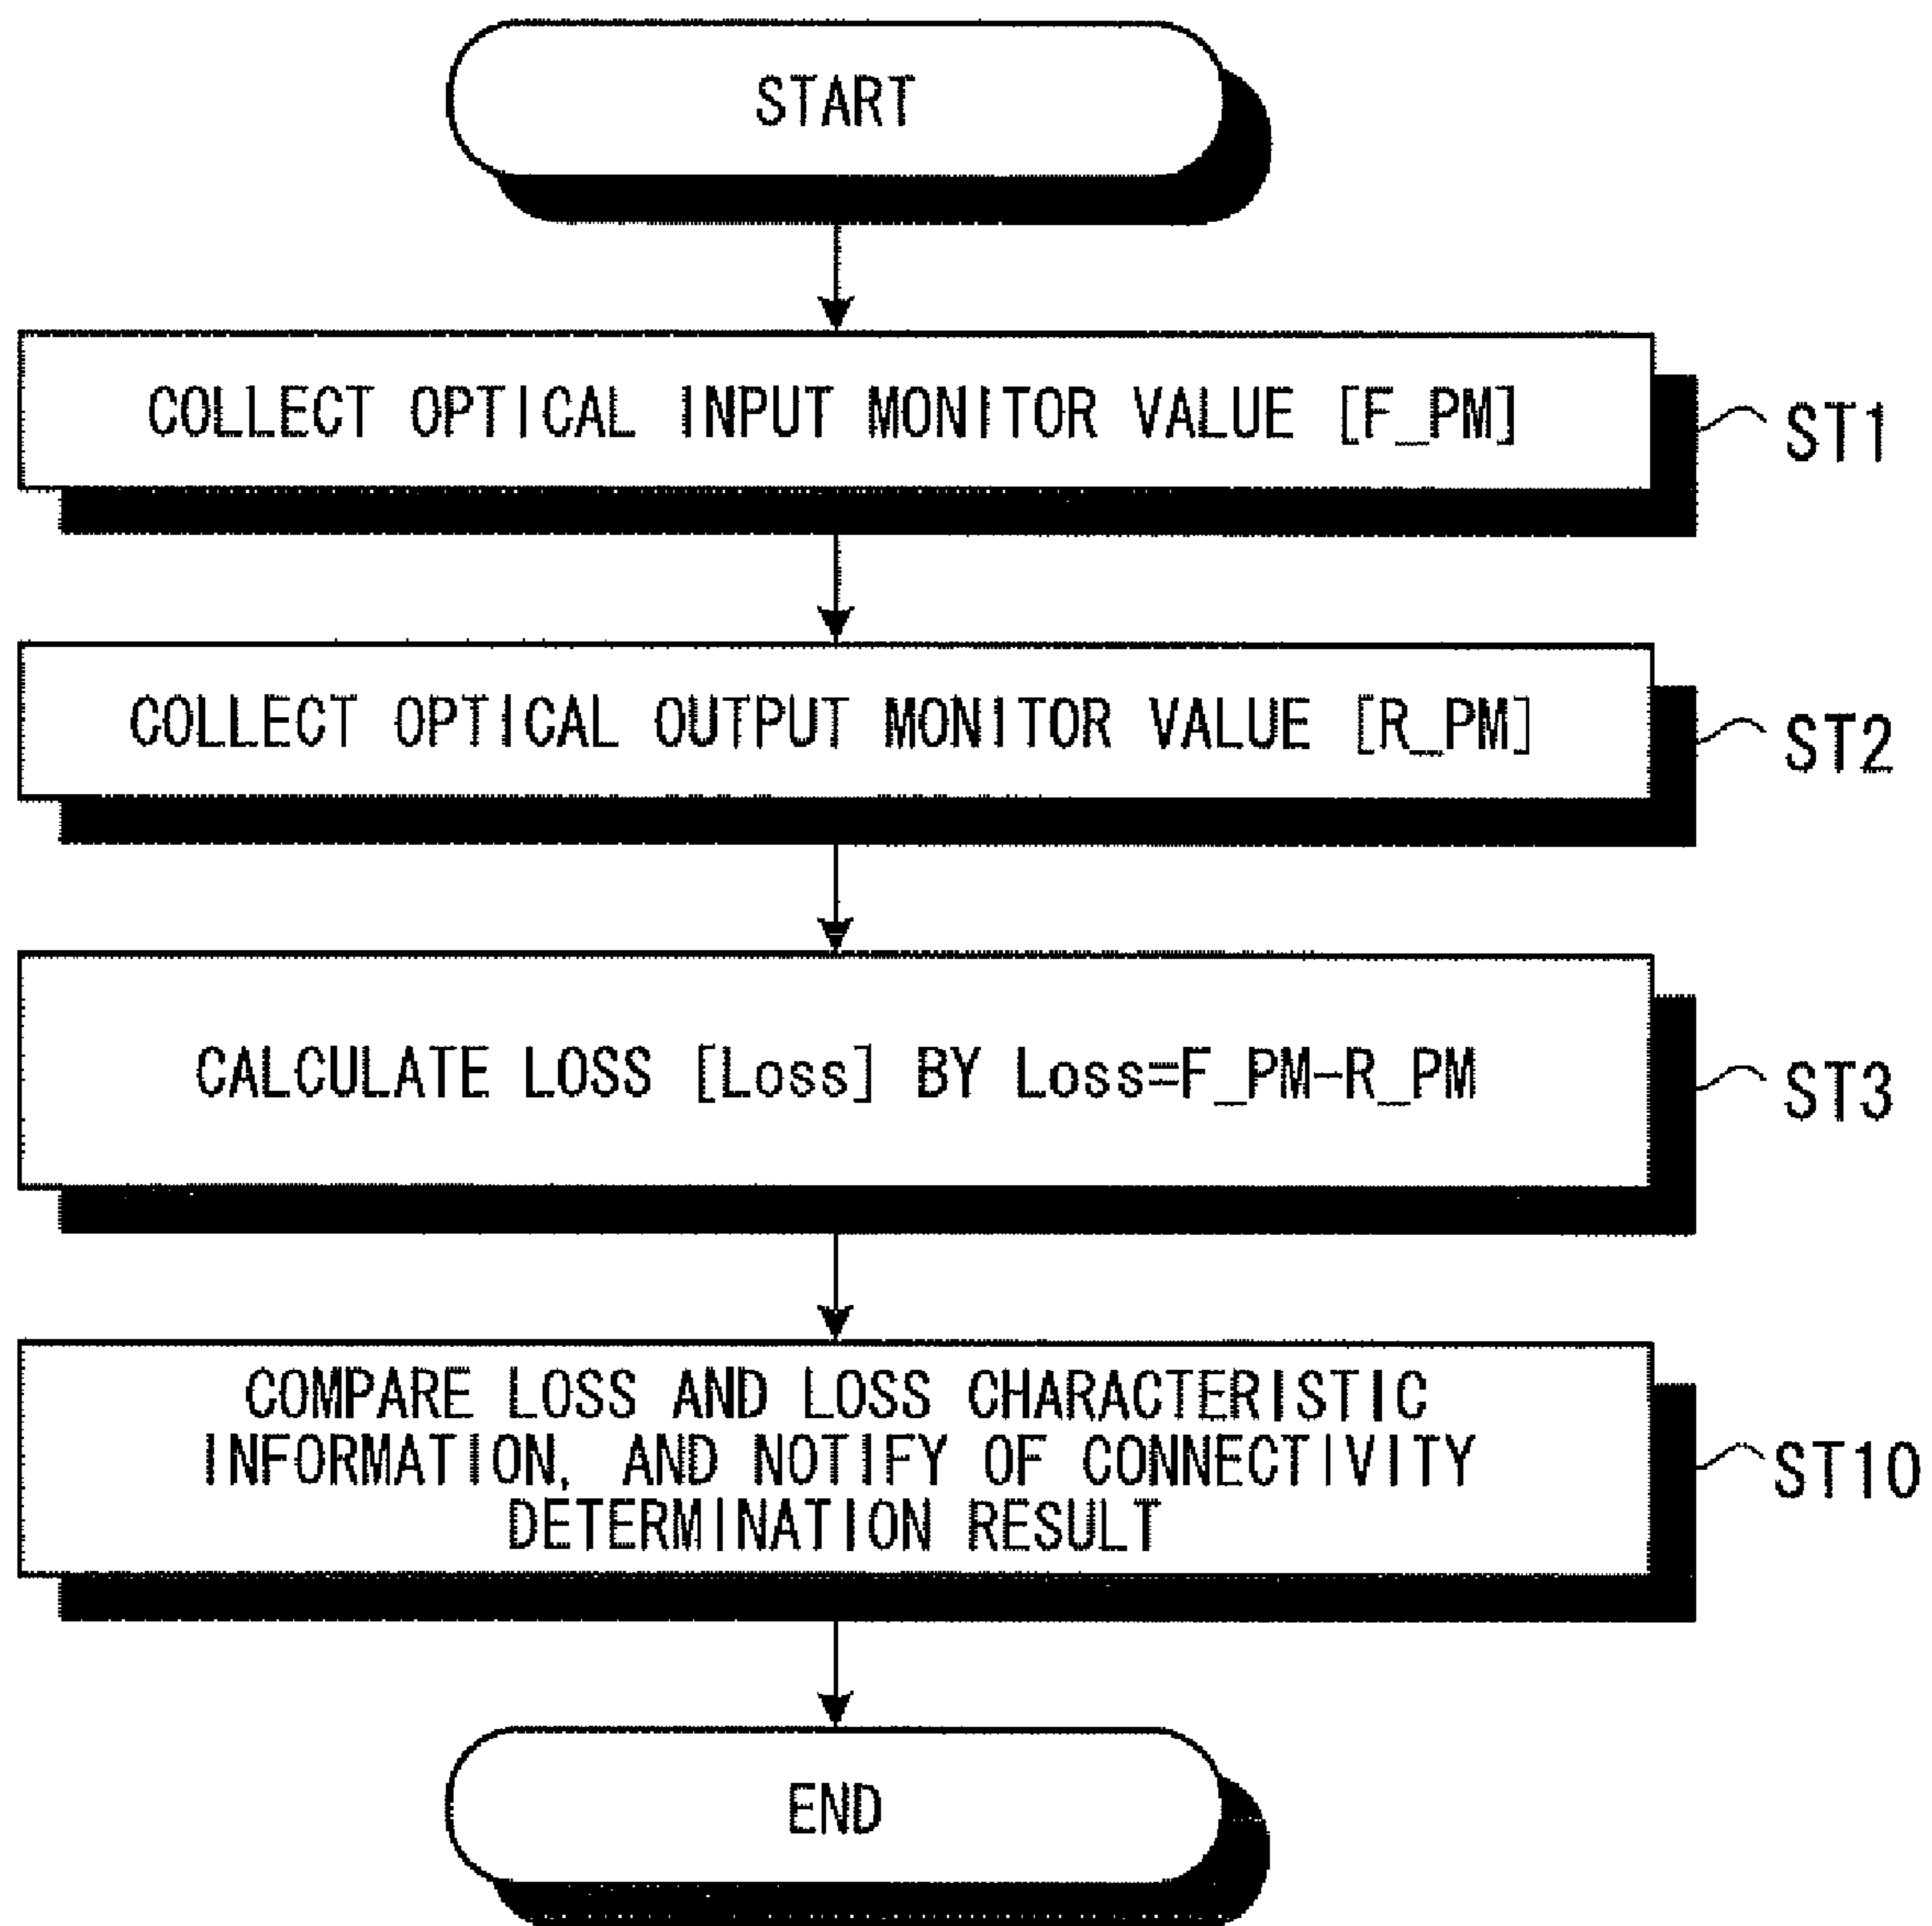 START
COLLECT OPTICAL INPUT MONITOR VALUE [F_PM]
ST1
COLLECT OPTICAL OUTPUT MONITOR VALUE [R_PM]
ST2
CALCULATE LOSS [Loss] BY Loss=F_PM-R_PM
ST3
COMPARE LOSS AND LOSS CHARACTERISTIC
INFORMATION, AND NOTIFY OF CONNECTIVITY
DETERMINATION RESULT
ST10
END